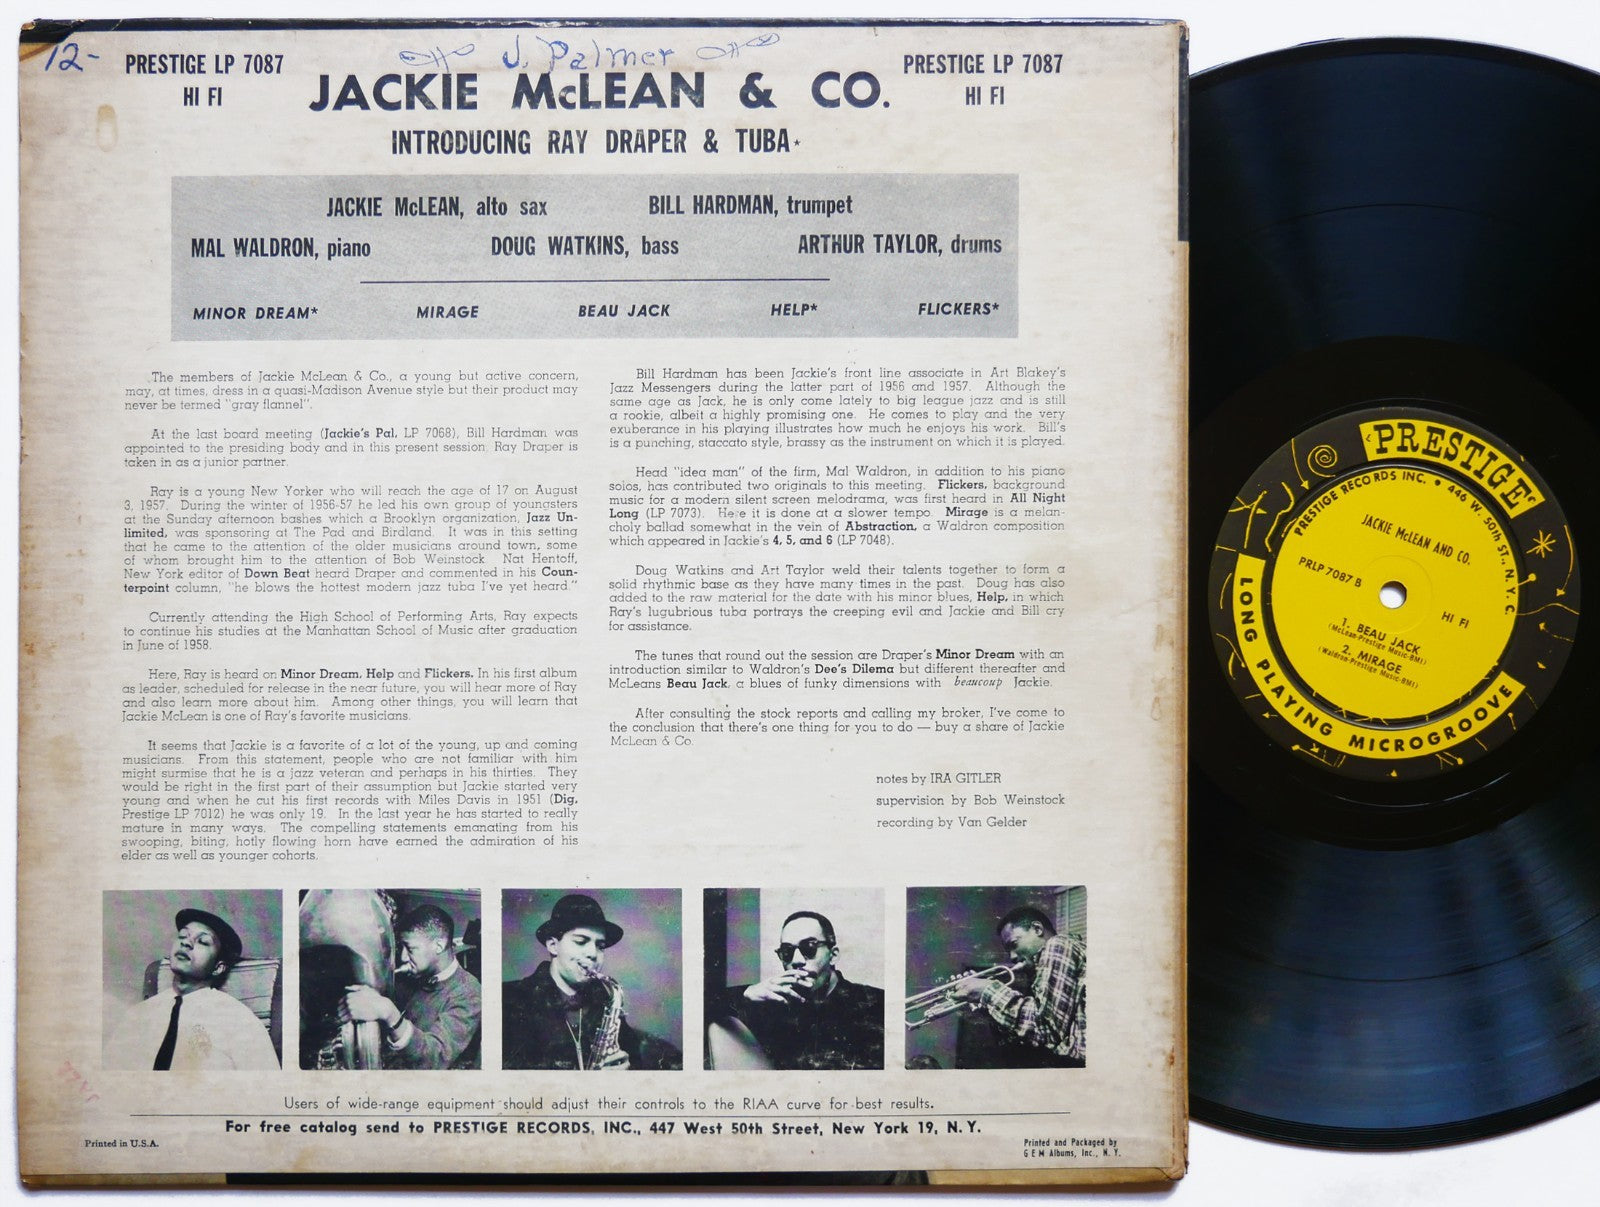 12-
J. Palmer
PRESTIGE LP 7087
HI FI
PRESTIGE LP 7087
HI FI
JACKIE McLEAN & CO.
INTRODUCING RAY DRAPER & TUBA*
JACKIE McLEAN, alto sax BILL HARDMAN, trumpet
MAL WALDRON, piano DOUG WATKINS, bass ARTHUR TAYLOR, drums
MINOR DREAM* MIRAGE BEAU JACK HELP* FLICKERS*
The members of Jackie McLean & Co., a young but active concern,
may, at times, dress in a quasi-Madison Avenue style but their product may
never be termed "gray flannel".
At the last board meeting (Jackie's Pal, LP 7068), Bill Hardman was
appointed to the presiding body and in this present session, Ray Draper is
taken in as a junior partner.
Ray is a young New Yorker who will reach the age of 17 on August
3, 1957. During the winter of 1956-57 he led his own group of youngsters
at the Sunday afternoon bashes which a Brooklyn organization, Jazz Un-
limited, was sponsoring at The Pad and Birdland. It was in this setting
that he came to the attention of the older musicians around town, some
of whom brought him to the attention of Bob Weinstock. Nat Hentoff,
New York editor of Down Beat heard Draper and commented in his Coun-
terpoint column, "he blows the hottest modern jazz tuba I've yet heard."
Currently attending the High School of Performing Arts, Ray expects
to continue his studies at the Manhattan School of Music after graduation
in June of 1958.
Here, Ray is heard on Minor Dream, Help and Flickers. In his first album
as leader, scheduled for release in the near future, you will hear more of Ray
and also learn more about him. Among other things, you will learn that
Jackie McLean is one of Ray's favorite musicians.
It seems that Jackie is a favorite of a lot of the young, up and coming
musicians. From this statement, people who are not familiar with him
might surmise that he is a jazz veteran and perhaps in his thirties. They
would be right in the first part of their assumption but Jackie started very
young and when he cut his first records with Miles Davis in 1951 (Dig,
Prestige LP 7012) he was only 19. In the last year he has started to really
mature in many ways. The compelling statements emanating from his
swooping, biting, hotly flowing horn have earned the admiration of his
elder as well as younger cohorts.
Bill Hardman has been Jackie's front line associate in Art Blakey's
Jazz Messengers during the latter part of 1956 and 1957. Although the
same age as Jack, he is only come lately to big league jazz and is still
a rookie, albeit a highly promising one. He comes to play and the very
exuberance in his playing illustrates how much he enjoys his work. Bill's
is a punching, staccato style, brassy as the instrument on which it is played.
Head "idea man" of the firm, Mal Waldron, in addition to his piano
solos, has contributed two originals to this meeting. Flickers, background
music for a modern silent screen melodrama, was first heard in All Night
Long (LP 7073). Here it is done at a slower tempo. Mirage is a melan-
choly ballad somewhat in the vein of Abstraction, a Waldron composition
which appeared in Jackie's 4, 5, and 6 (LP 7048).
Doug Watkins and Art Taylor weld their talents together to form a
solid rhythmic base as they have many times in the past. Doug has also
added to the raw material for the date with his minor blues, Help, in which
Ray's lugubrious tuba portrays the creeping evil and Jackie and Bill cry
for assistance.
The tunes that round out the session are Draper's Minor Dream with an
introduction similar to Waldron's Dee's Dilema but different thereafter and
McLeans Beau Jack, a blues of funky dimensions with beaucoup Jackie.
After consulting the stock reports and calling my broker, I've come to
the conclusion that there's one thing for you to do — buy a share of Jackie
McLean & Co.
notes by IRA GITLER
supervision by Bob Weinstock
recording by Van Gelder
Users of wide-range equipment should adjust their controls to the RIAA curve for best results.
For free catalog send to PRESTIGE RECORDS, INC., 447 West 50th Street, New York 19, N. Y.
Printed in U.S.A.
Printed and Packaged by
G E M Albums, Inc., N. Y.
PRESTIGE
PRESTIGE RECORDS INC. • 446 W. 50th ST., N. Y. C.
JACKIE McLEAN AND CO.
PRLP 7087 B
HI FI
1. BEAU JACK
(McLean-Prestige Music-BMI)
2. MIRAGE
(Waldron-Prestige Music-BMI)
LONG PLAYING MICROGROOVE